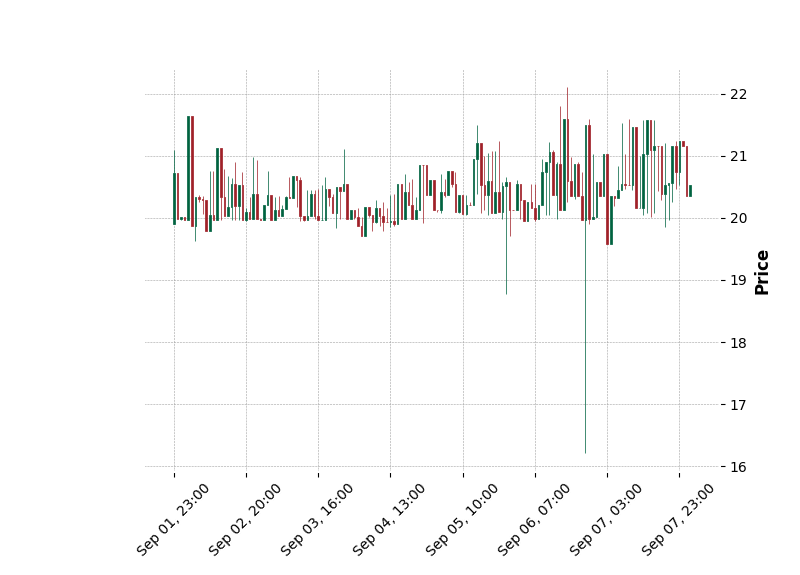 22
21
20
19
18
17
16
Price
Sep 01, 23:00
Sep 02, 20:00
Sep 03, 16:00
Sep 04, 13:00
Sep 05, 10:00
Sep 06, 07:00
Sep 07, 03:00
Sep 07, 23:00